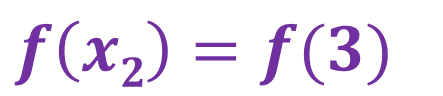 f(x₂) = f(3)